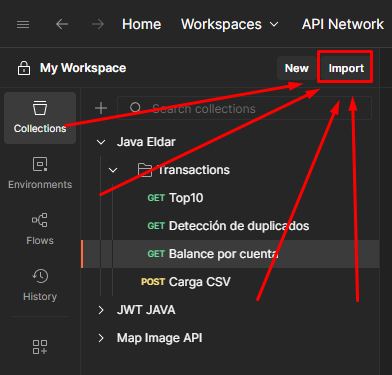 Home Workspaces API Network
My Workspace New Import
Collections
Search collections
Java Eldar
Environments
Transactions
GET Top10
Flows
GET Detección de duplicados
GET Balance por cuenta
History
POST Carga CSV
JWT JAVA
Map Image API